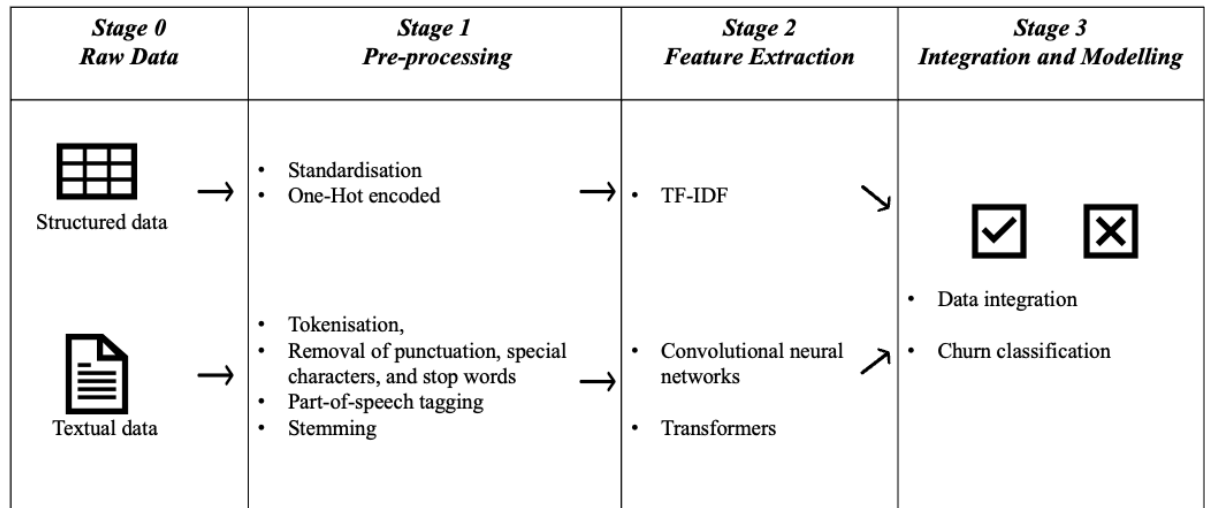 Stage 0
Raw Data
Stage 1
Pre-processing
Stage 2
Feature Extraction
Stage 3
Integration and Modelling
Structured data
• Standardisation
• One-Hot encoded
• TF-IDF
Textual data
• Tokenisation,
• Removal of punctuation, special
characters, and stop words
• Part-of-speech tagging
• Stemming
• Convolutional neural
networks
• Transformers
• Data integration
• Churn classification